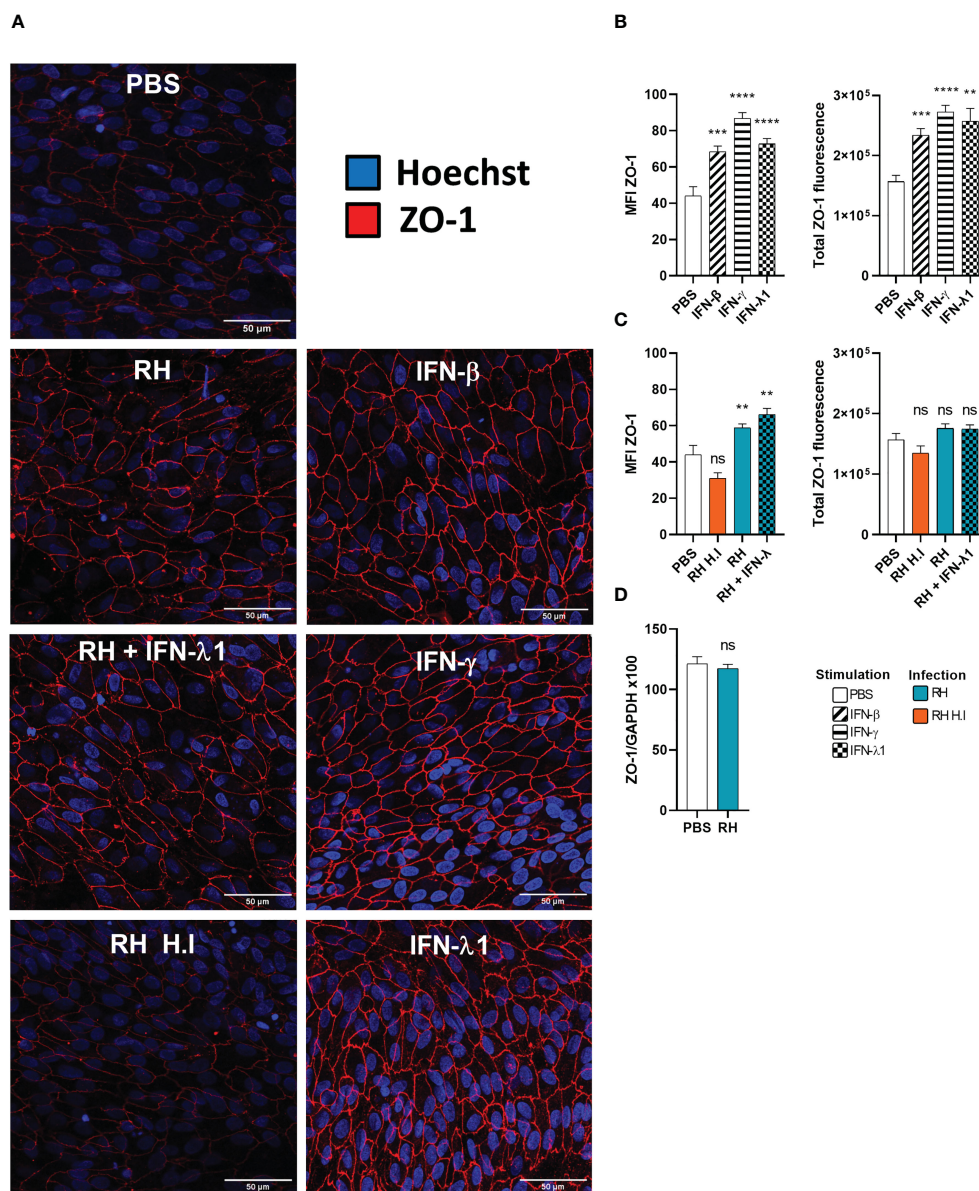 A
PBS
50 µm
Hoechst
ZO-1
RH
50 µm
IFN-β
50 µm
RH + IFN-λ1
50 µm
IFN-γ
50 µm
RH H.I
50 µm
IFN-λ1
50 µm
B
MFI ZO-1
100
80
60
40
20
0
***
****
****
PBS
IFN-β
IFN-γ
IFN-λ1
Total ZO-1 fluorescence
3×10⁵
2×10⁵
1×10⁵
0
***
****
**
PBS
IFN-β
IFN-γ
IFN-λ1
C
MFI ZO-1
100
80
60
40
20
0
ns
**
**
PBS
RH H.I
RH
RH + IFN-λ
Total ZO-1 fluorescence
3×10⁵
2×10⁵
1×10⁵
0
ns
ns
ns
PBS
RH H.I
RH
RH + IFN-λ1
D
ZO-1/GAPDH x100
150
100
50
0
ns
PBS
RH
Stimulation
PBS
IFN-β
IFN-γ
IFN-λ1
Infection
RH
RH H.I